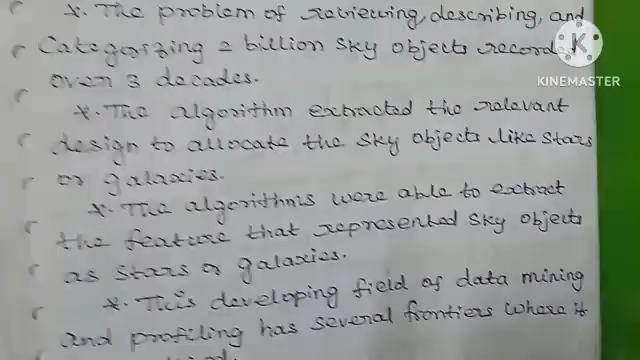 *. The problem of reviewing, describing, and
Categorizing 2 billion sky objects recorded
over 3 decades.
*. The algorithm extracted the relevant
design to allocate the sky objects like stars
or galaxies.
*. The algorithms were able to extract
the feature that represented sky objects
as stars or galaxies.
*. This developing field of data mining
and profiling has several frontiers where it
K
KINEMASTER